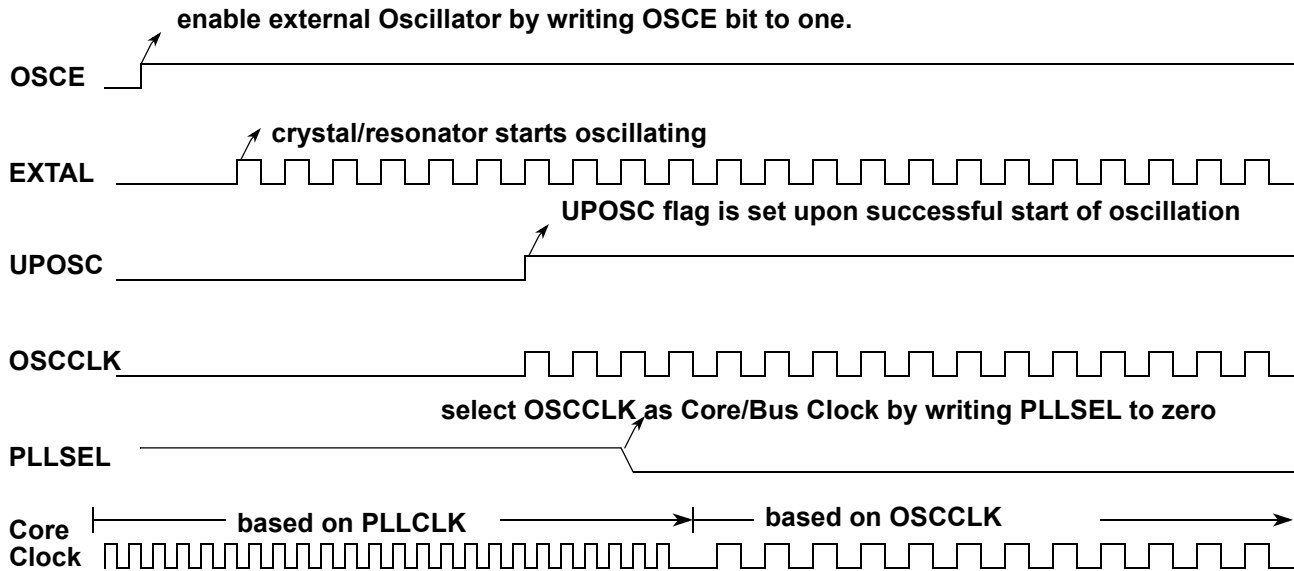 enable external Oscillator by writing OSCE bit to one.
OSCE
crystal/resonator starts oscillating
EXTAL
UPOSC flag is set upon successful start of oscillation
UPOSC
OSCCLK
select OSCCLK as Core/Bus Clock by writing PLLSEL to zero
PLLSEL
based on PLLCLK
based on OSCCLK
Core
Clock